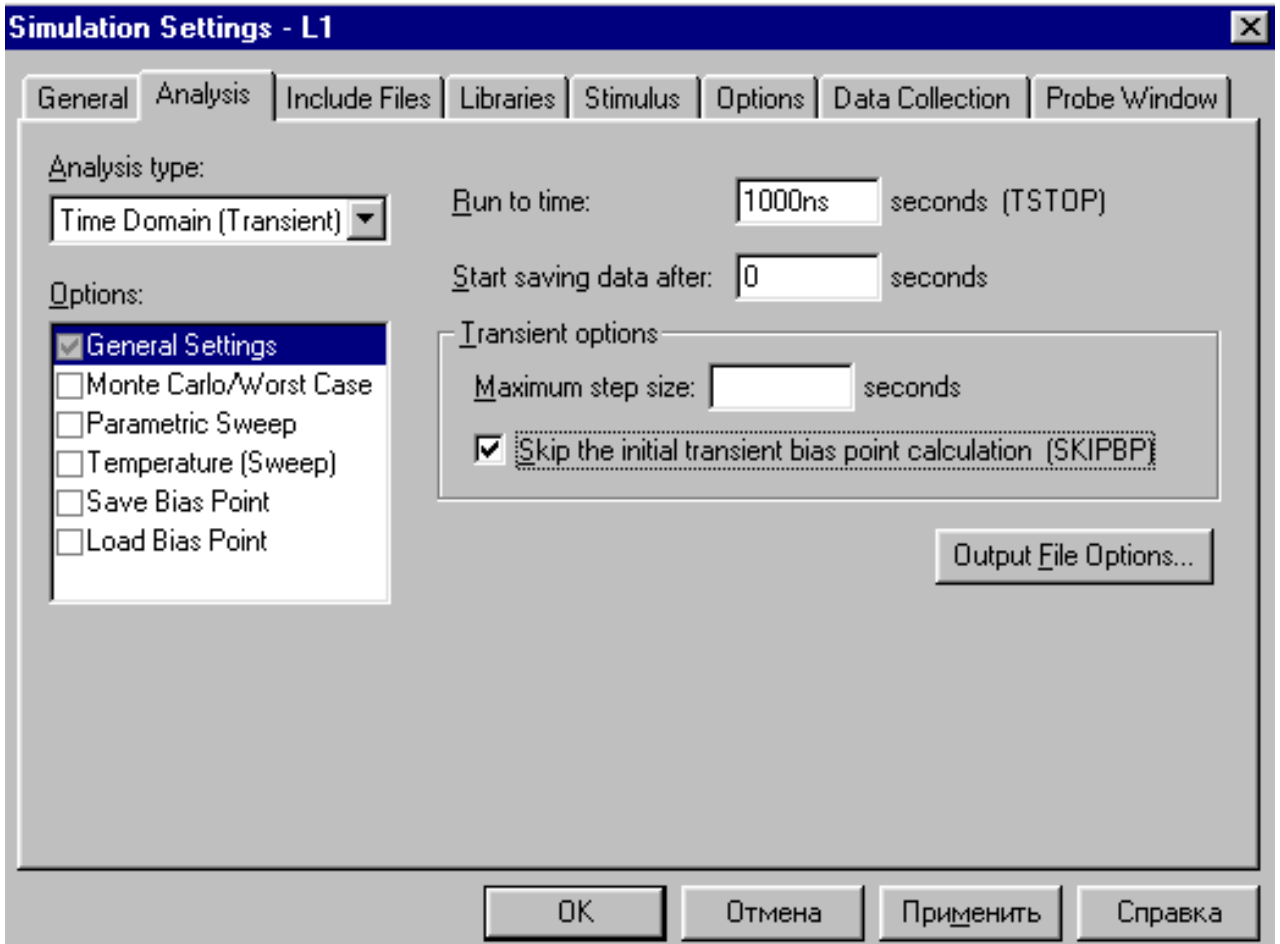 Simulation Settings - L1
General Analysis Include Files Libraries Stimulus Options Data Collection Probe Window
Analysis type:
Time Domain (Transient)
Run to time: 1000ns seconds (TSTOP)
Start saving data after: 0 seconds
Options:
General Settings
Monte Carlo/Worst Case
Parametric Sweep
Temperature (Sweep)
Save Bias Point
Load Bias Point
Transient options
Maximum step size: seconds
Skip the initial transient bias point calculation (SKIPBP)
Output File Options...
OK Отмена Применить Справка